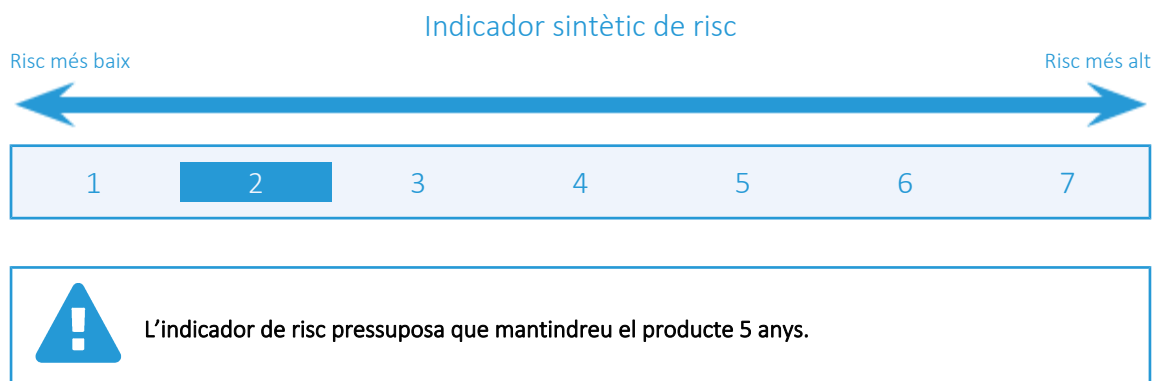 Indicador sintètic de risc
Risc més baix Risc més alt
1 2 3 4 5 6 7
L’indicador de risc pressuposa que mantindreu el producte 5 anys.